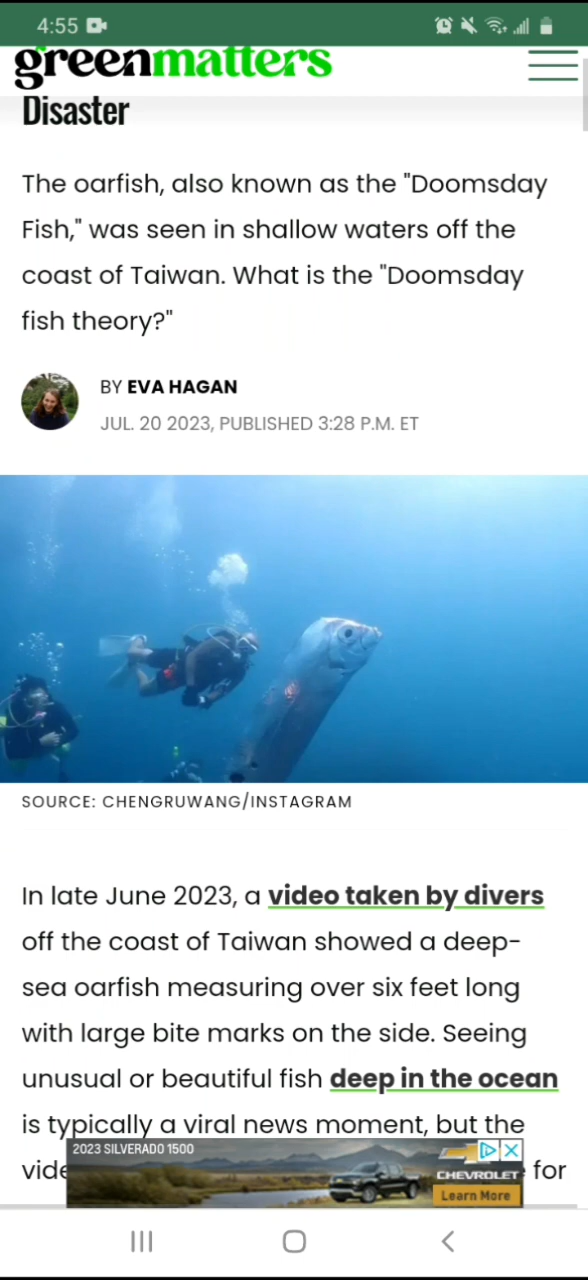 4:55
greenmatters
Disaster
The oarfish, also known as the "Doomsday
Fish," was seen in shallow waters off the
coast of Taiwan. What is the "Doomsday
fish theory?"
BY EVA HAGAN
JUL. 20 2023, PUBLISHED 3:28 P.M. ET
SOURCE: CHENGRUWANG/INSTAGRAM
In late June 2023, a video taken by divers
off the coast of Taiwan showed a deep-
sea oarfish measuring over six feet long
with large bite marks on the side. Seeing
unusual or beautiful fish deep in the ocean
is typically a viral news moment, but the
for
2023 SILVERADO 1500
CHEVROLET
Learn More